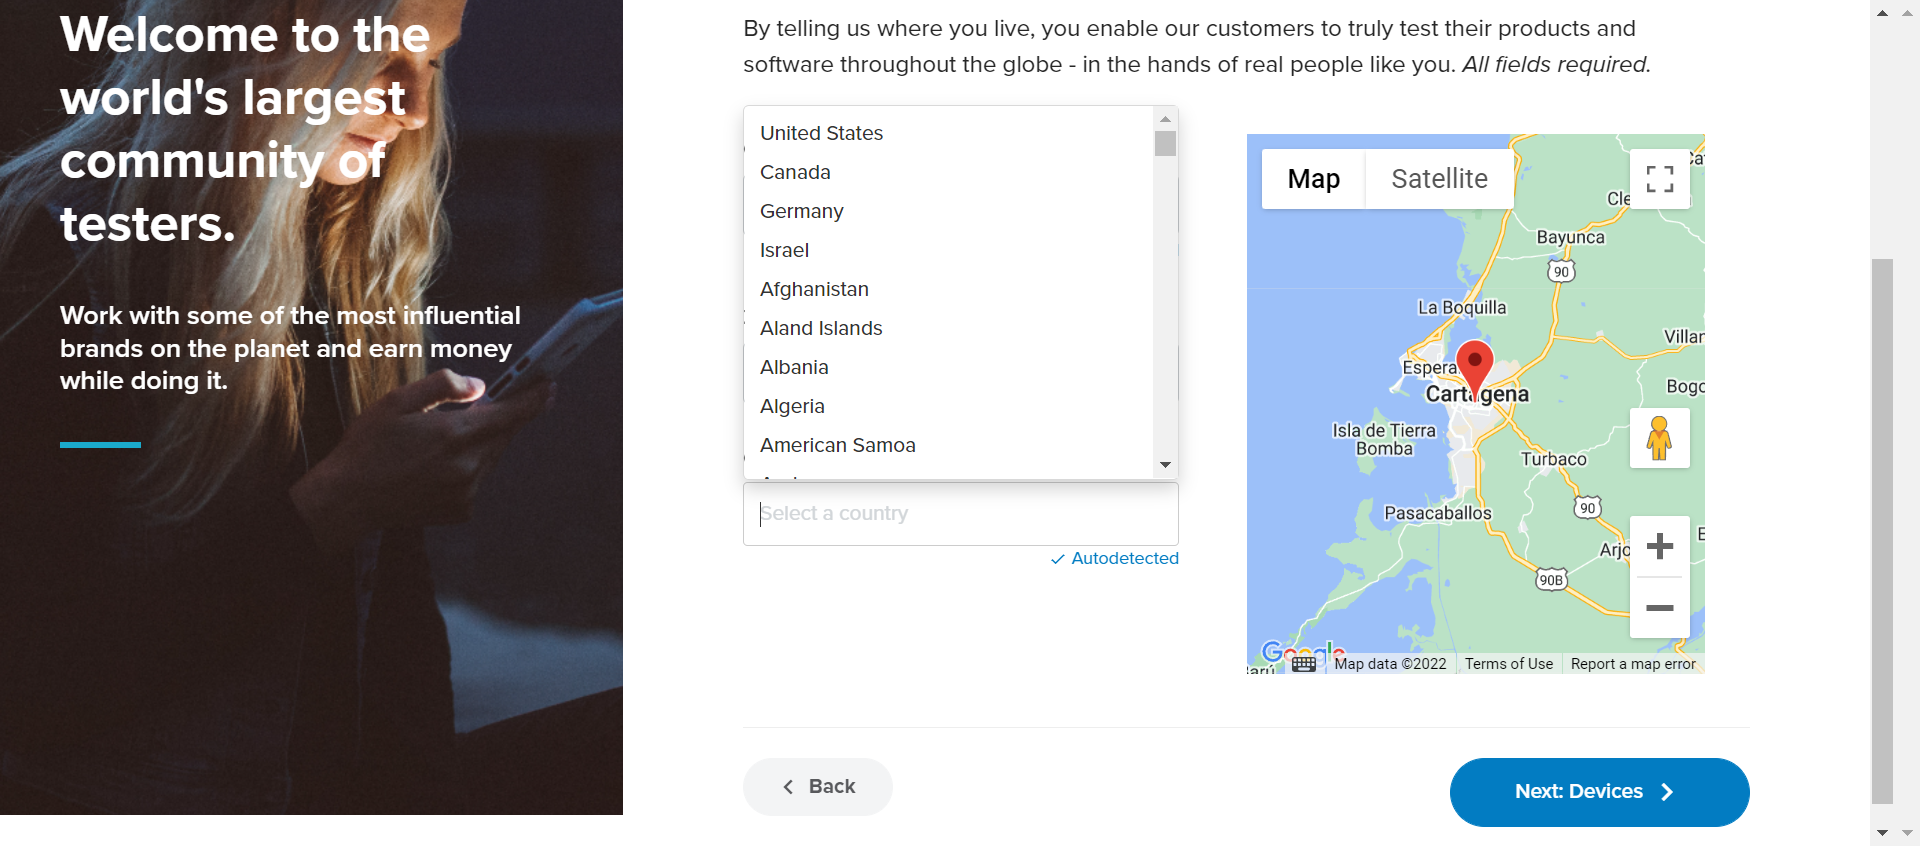 Welcome to the
world's largest
community of
testers.
Work with some of the most influential
brands on the planet and earn money
while doing it.
By telling us where you live, you enable our customers to truly test their products and
software throughout the globe - in the hands of real people like you. All fields required.
United States
Canada
Germany
Israel
Afghanistan
Aland Islands
Albania
Algeria
American Samoa
Select a country
Autodetected
Map
Satellite
Bayunca
90
La Boquilla
Cartagena
Isla de Tierra
Bomba
Turbaco
Pasacaballos
90
90B
Google
Map data ©2022
Terms of Use
Report a map error
Back
Next: Devices